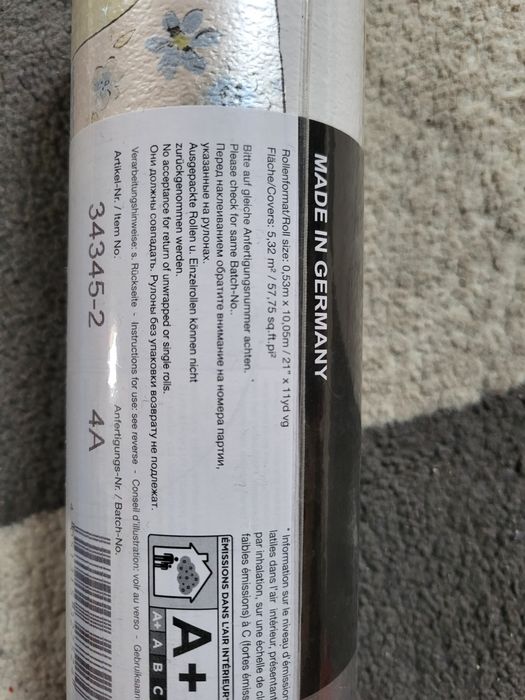 MADE IN GERMANY
Rollenformat/Roll size: 0,53m x 10,05m / 21" x 11yd vg
Fläche/Covers: 5,32 m² / 57,75 sq.ft.pi²
Bitte auf gleiche Anfertigungsnummer achten.
Please check for same Batch-No..
Перед наклеиванием обратите внимание на номера партии,
указанные на рулонах.
Ausgepackte Rollen u. Einzelrollen können nicht
zurückgenommen werden.
No acceptance for return of unwrapped or single rolls.
Они должны совпадать. Рулоны без упаковки возврату не подлежат.
Verarbeitungshinweise: s. Rückseite - Instructions for use: see reverse - Conseil d'illustration: voir au verso - Gebruiksaan
Artikel-Nr. / Item No.
34345-2
Anfertigungs-Nr. / Batch-No.
4A
* Information sur le niveau d'émission
latiles dans l'air intérieur, présentant
par inhalation, sur une échelle de cl
faibles émissions) à C (fortes émiss
ÉMISSIONS DANS L'AIR INTÉRIEUR
A+
A+ A B C